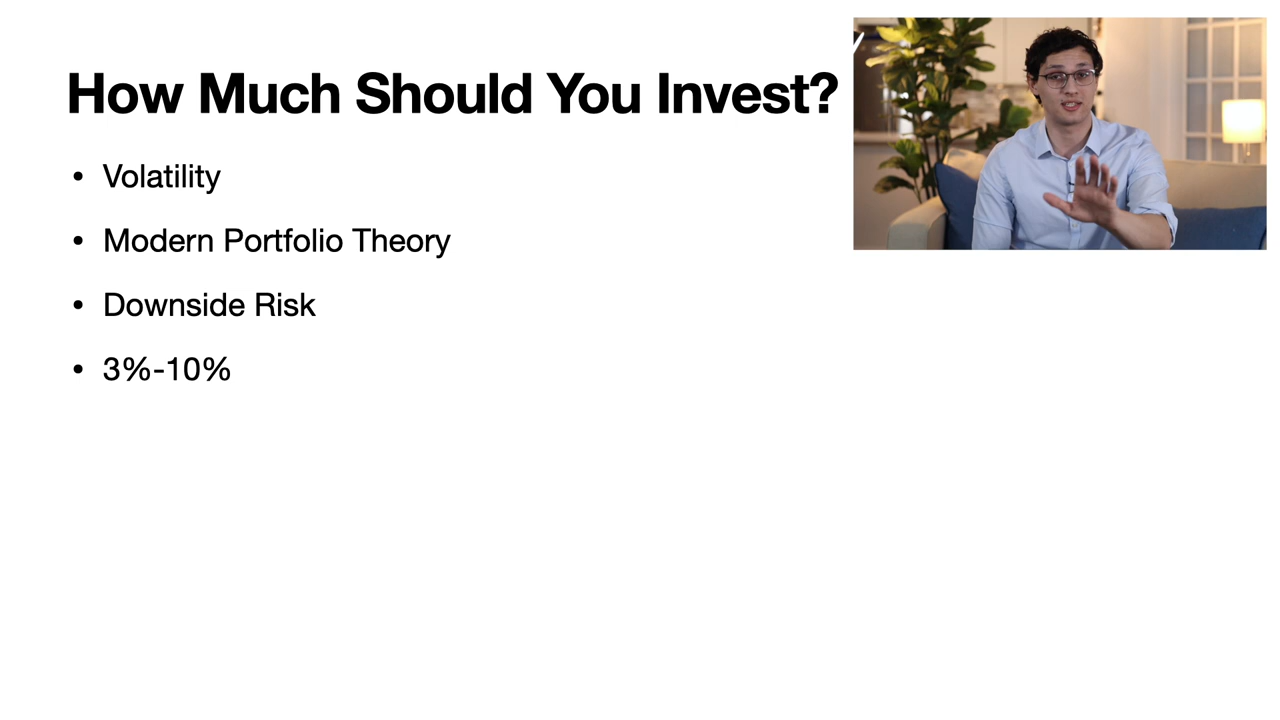 How Much Should You Invest?
• Volatility
• Modern Portfolio Theory
• Downside Risk
• 3%-10%